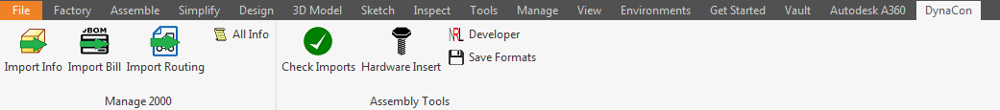 File Factory Assemble Simplify Design 3D Model Sketch Inspect Tools Manage View Environments Get Started Vault Autodesk A360 DynaCon
JBOM
All Info
NRL Developer
Save Formats
Import Info Import Bill Import Routing Check Imports Hardware Insert
Manage 2000 Assembly Tools